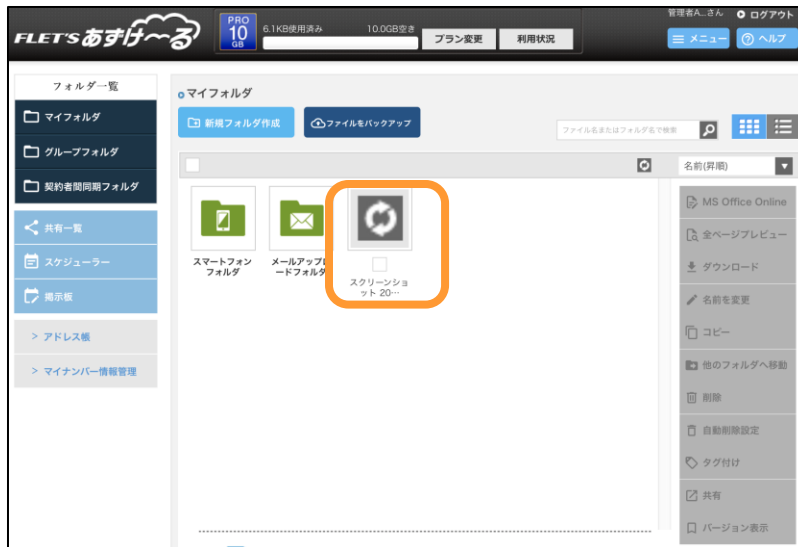 FLET'S あずけ〜る
PRO
10
GB
6.1KB使用済み
10.0GB空き
プラン変更
利用状況
管理者A...さん
ログアウト
メニュー
ヘルプ
フォルダ一覧
マイフォルダ
グループフォルダ
契約者間同期フォルダ
共有一覧
スケジューラー
掲示板
> アドレス帳
> マイナンバー情報管理
マイフォルダ
新規フォルダ作成
ファイルをバックアップ
ファイル名またはフォルダ名で検索
名前(昇順)
スマートフォン
フォルダ
メールアップロ
ードフォルダ
スクリーンショ
ット 20…
MS Office Online
全ページプレビュー
ダウンロード
名前を変更
コピー
他のフォルダへ移動
削除
自動削除設定
タグ付け
共有
バージョン表示